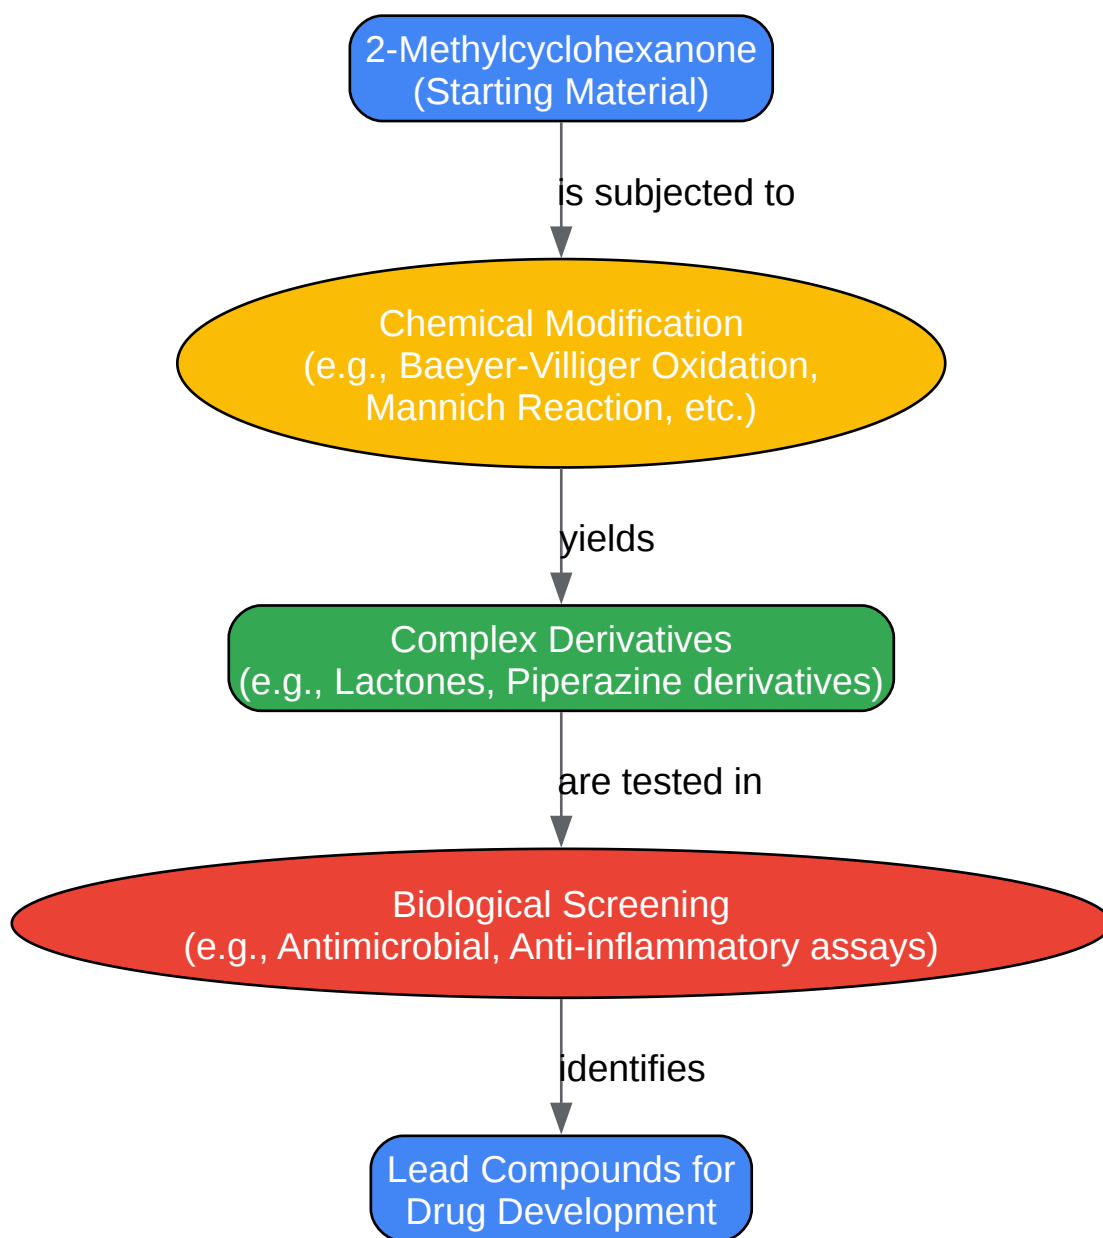 2-Methylcyclohexanone
(Starting Material)
is subjected to
Chemical Modification
(e.g., Baeyer-Villiger Oxidation,
Mannich Reaction, etc.)
yields
Complex Derivatives
(e.g., Lactones, Piperazine derivatives)
are tested in
Biological Screening
(e.g., Antimicrobial, Anti-inflammatory assays)
identifies
Lead Compounds for
Drug Development